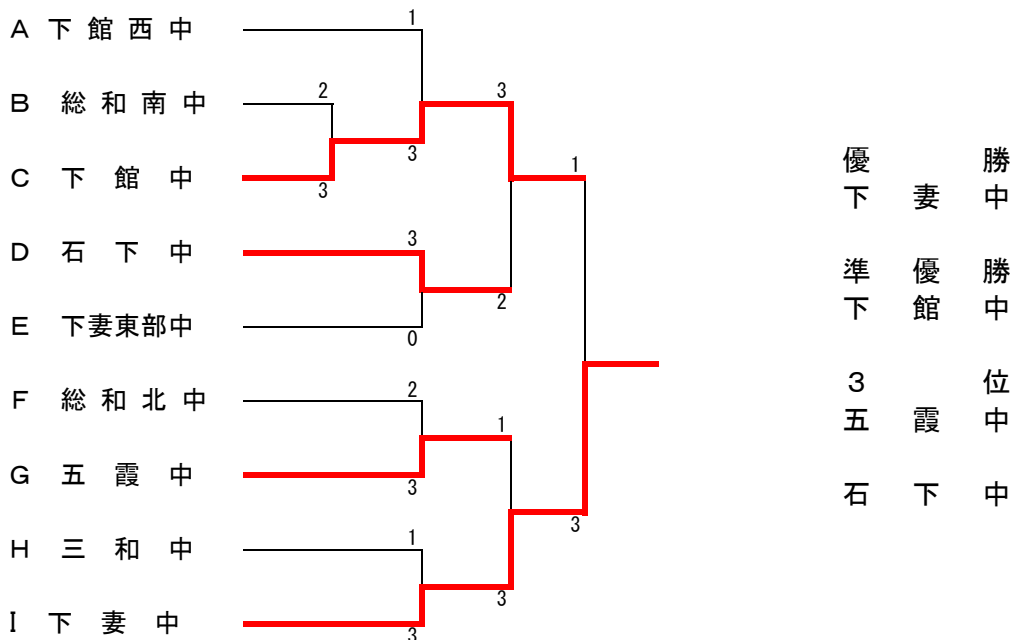 1
A 下館西中
2 3
B 総和南中
3
1
C 下館中
3
3
D 石下中
2
E 下妻東部中
0
2
F 総和北中
1
G 五霞中
3
3
1
H 三和中
3
I 下妻中
3
優勝
下妻中
準優勝
下館中
3位
五霞中
石下中